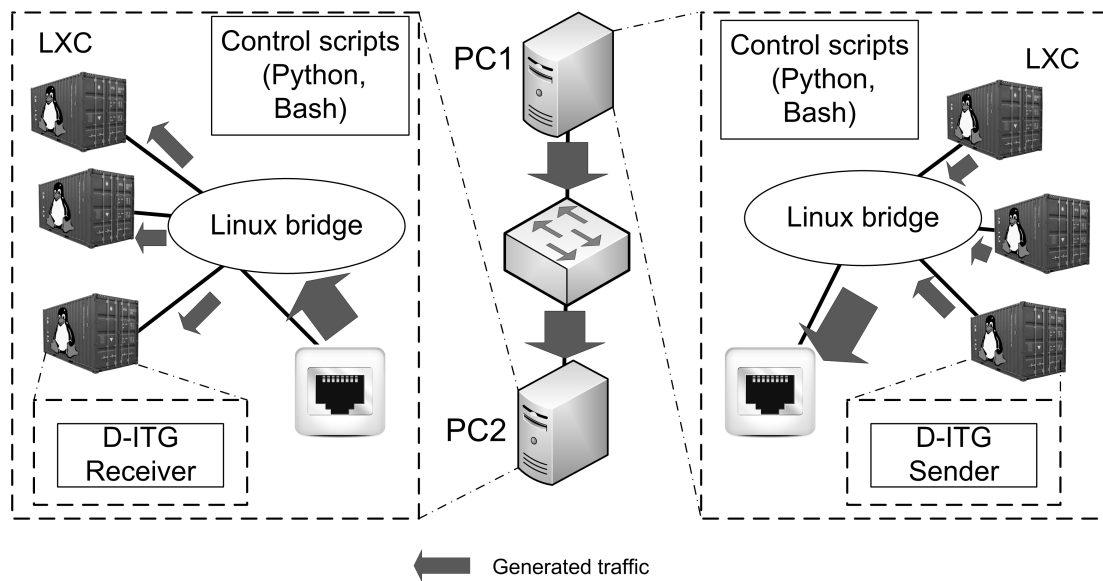 LXC
Control scripts
(Python,
Bash)
Linux bridge
D-ITG
Receiver
PC1
PC2
Control scripts
(Python,
Bash)
LXC
Linux bridge
D-ITG
Sender
Generated traffic